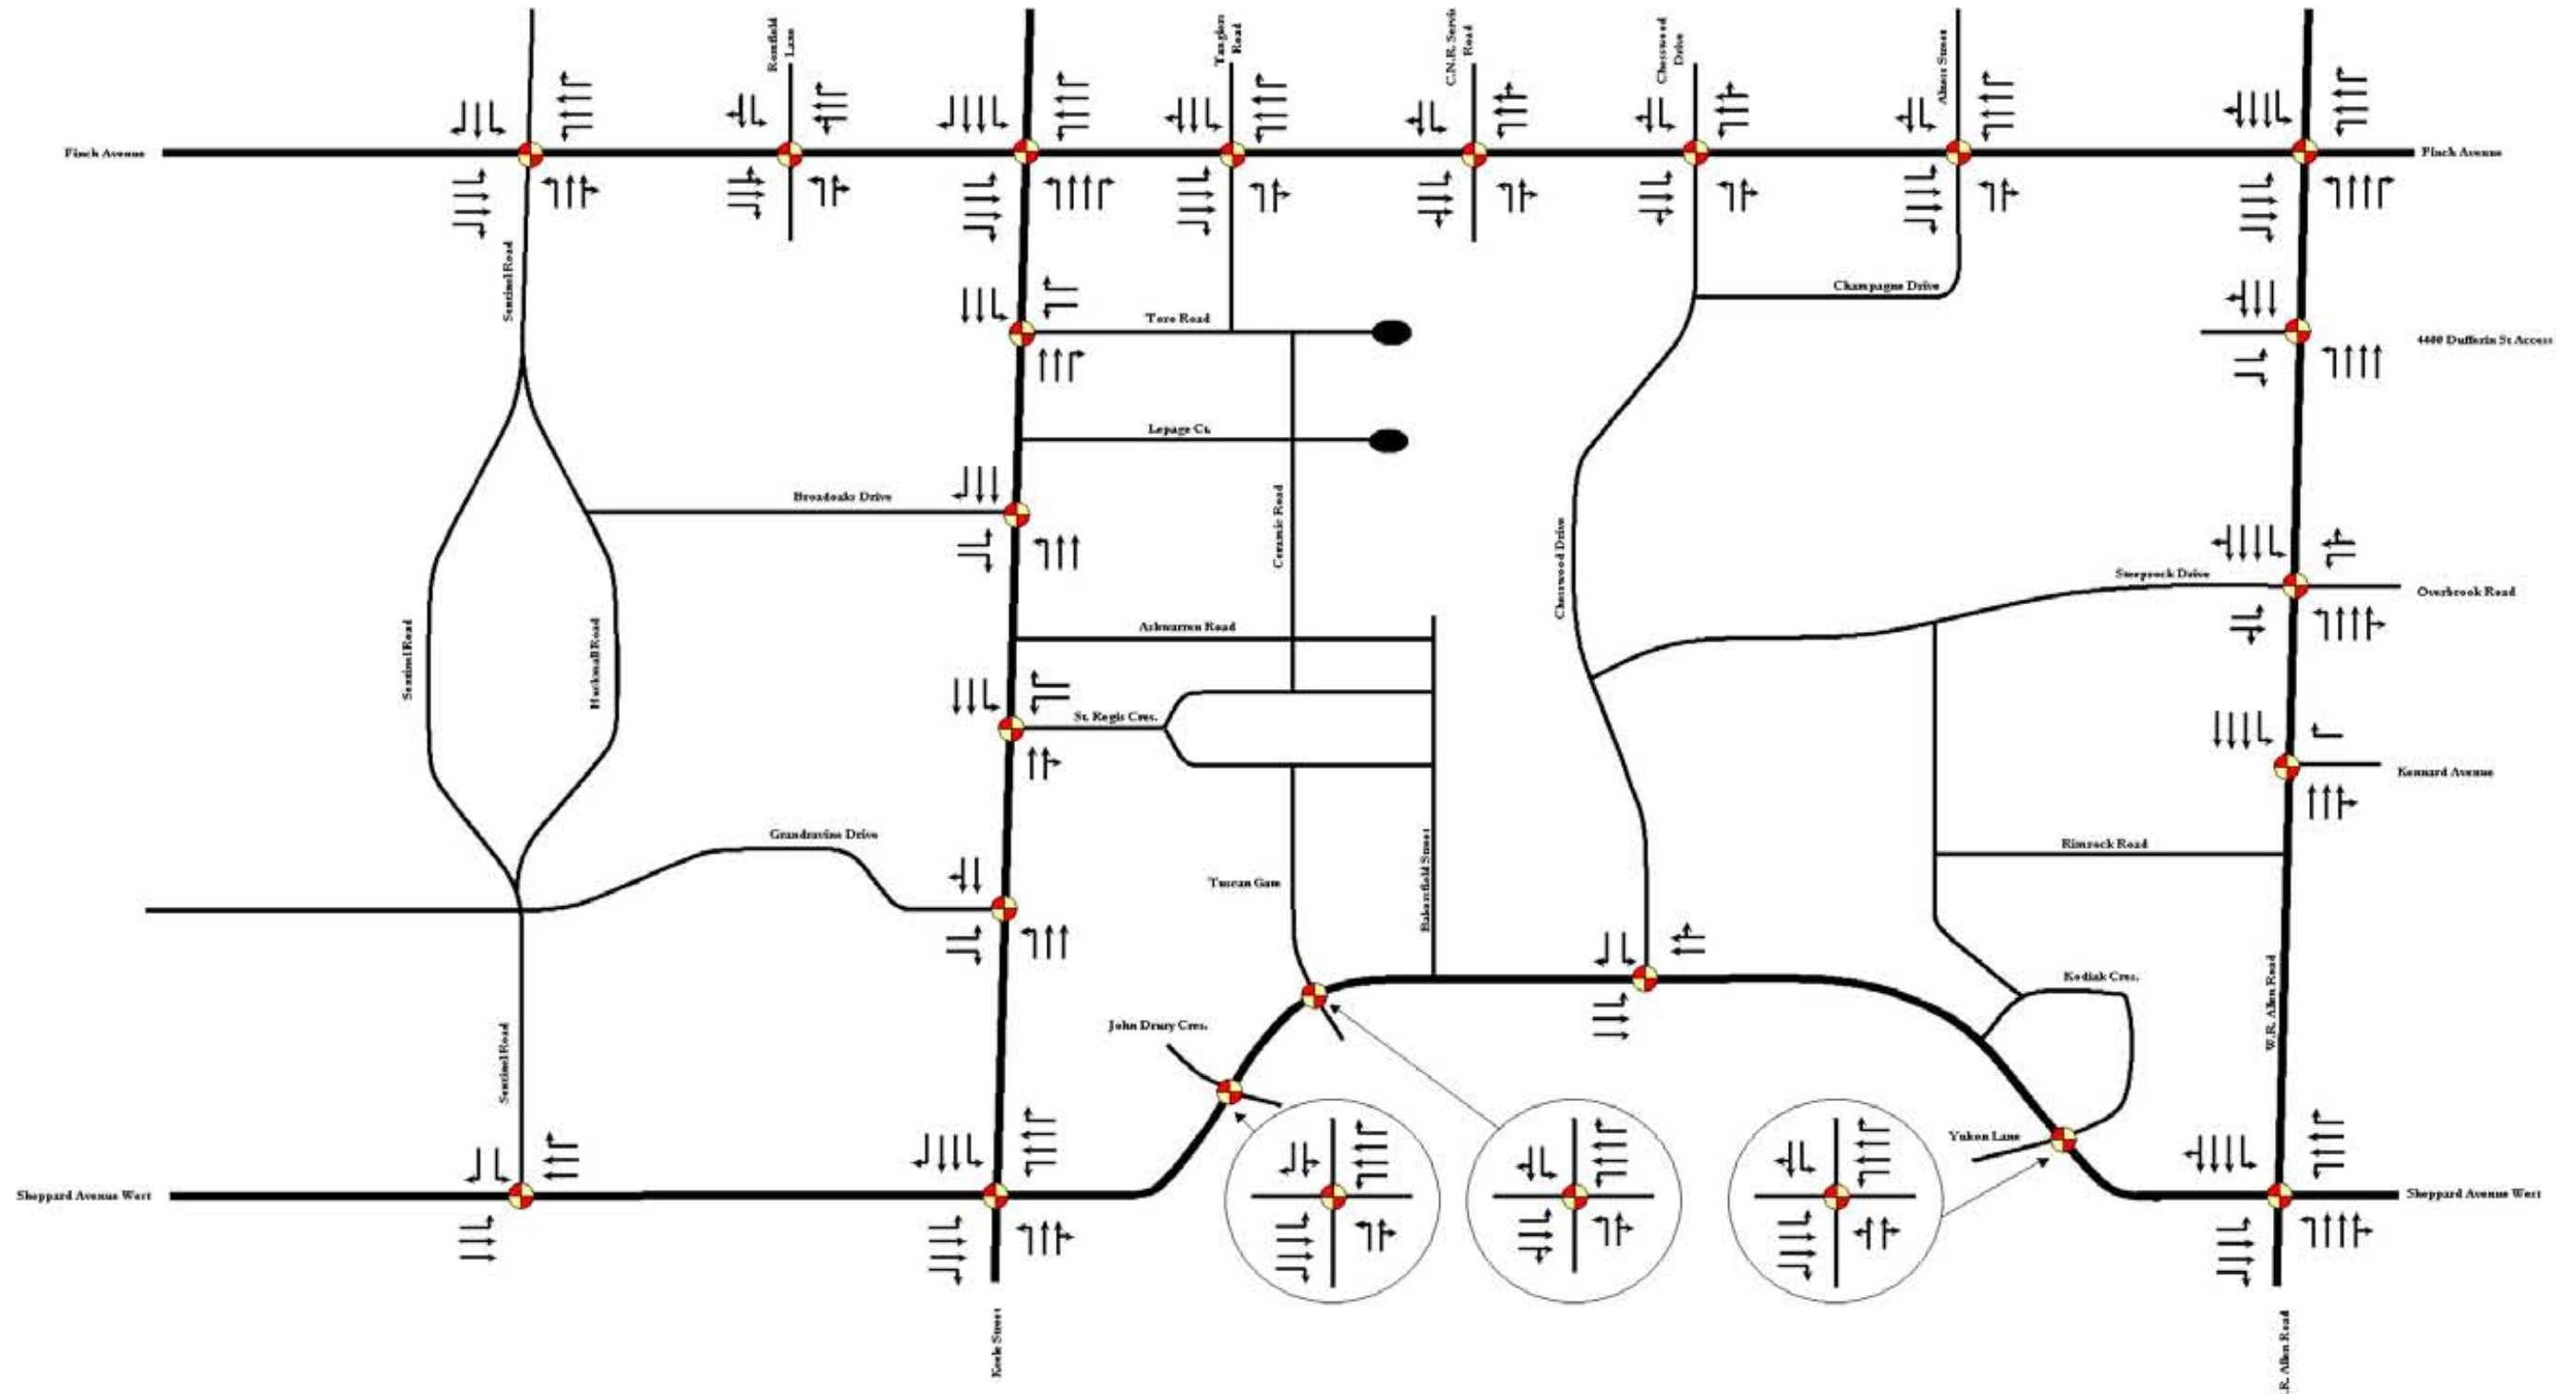 Romfield
Lane
Tangiers
Road
C.N.R. Servis
Road
Chesswood
Drive
Alness Street
Finch Avenue
Finch Avenue
Sentinel Road
Champagne Drive
Toro Road
4400 Dufferin St Access
Lepage Ct.
Broadoaks Drive
Ceramic Road
Chesswood Drive
Steeprock Drive
Overbrook Road
Ashwarren Road
Sentinel Road
Hucknall Road
St. Regis Cres.
Kennard Avenue
Grandravine Drive
Rimrock Road
Tuscan Gate
Bakersfield Street
Kodiak Cres.
W.R. Allen Road
John Drury Cres.
Sentinel Road
Yukon Lane
Sheppard Avenue West
Sheppard Avenue West
Keele Street
.R. Allen Road